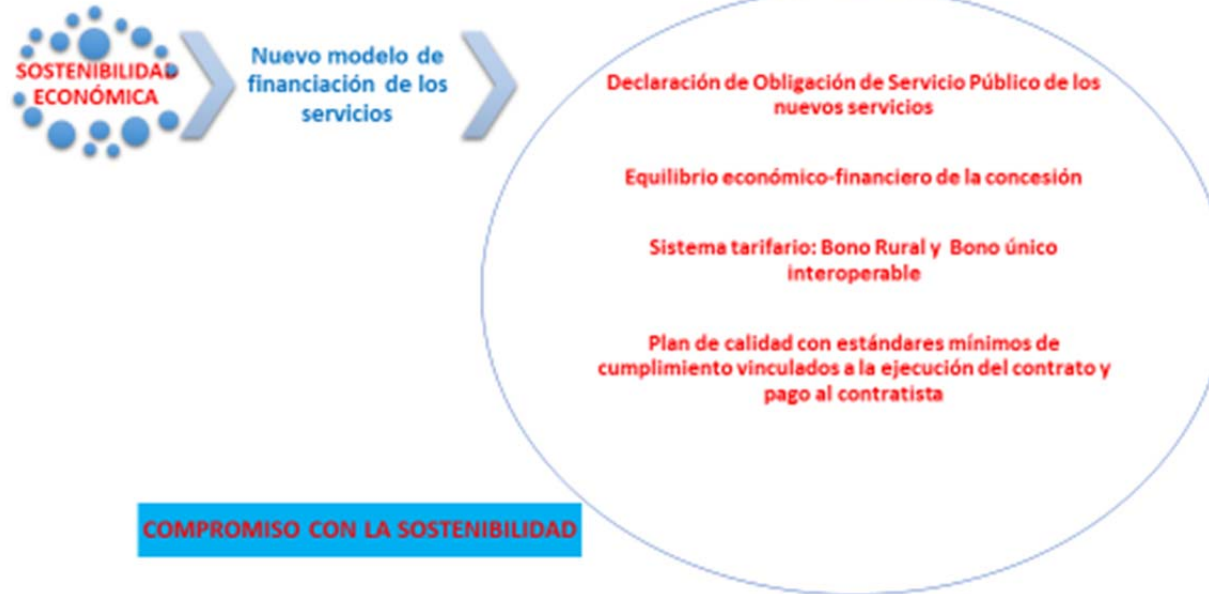 SOSTENIBILIDAD
ECONÓMICA
Nuevo modelo de
financiación de los
servicios
Declaración de Obligación de Servicio Público de los
nuevos servicios
Equilibrio económico-financiero de la concesión
Sistema tarifario: Bono Rural y Bono único
interoperable
Plan de calidad con estándares mínimos de
cumplimiento vinculados a la ejecución del contrato y
pago al contratista
COMPROMISO CON LA SOSTENIBILIDAD